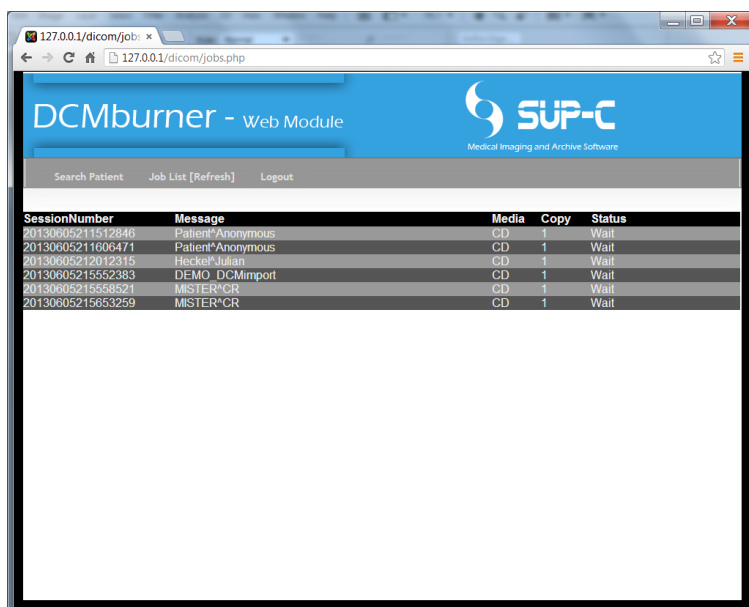 127.0.0.1/dicom/jobs
127.0.0.1/dicom/jobs.php
DCMburner - Web Module
SUP-C
Medical Imaging and Archive Software
Search Patient Job List [Refresh] Logout
SessionNumber Message Media Copy Status
20130605211512846 Patient^Anonymous CD 1 Wait
20130605211606471 Patient^Anonymous CD 1 Wait
20130605212012315 Heckel^Julian CD 1 Wait
20130605215552383 DEMO_DCMimport CD 1 Wait
20130605215558521 MISTER^CR CD 1 Wait
20130605215653259 MISTER^CR CD 1 Wait